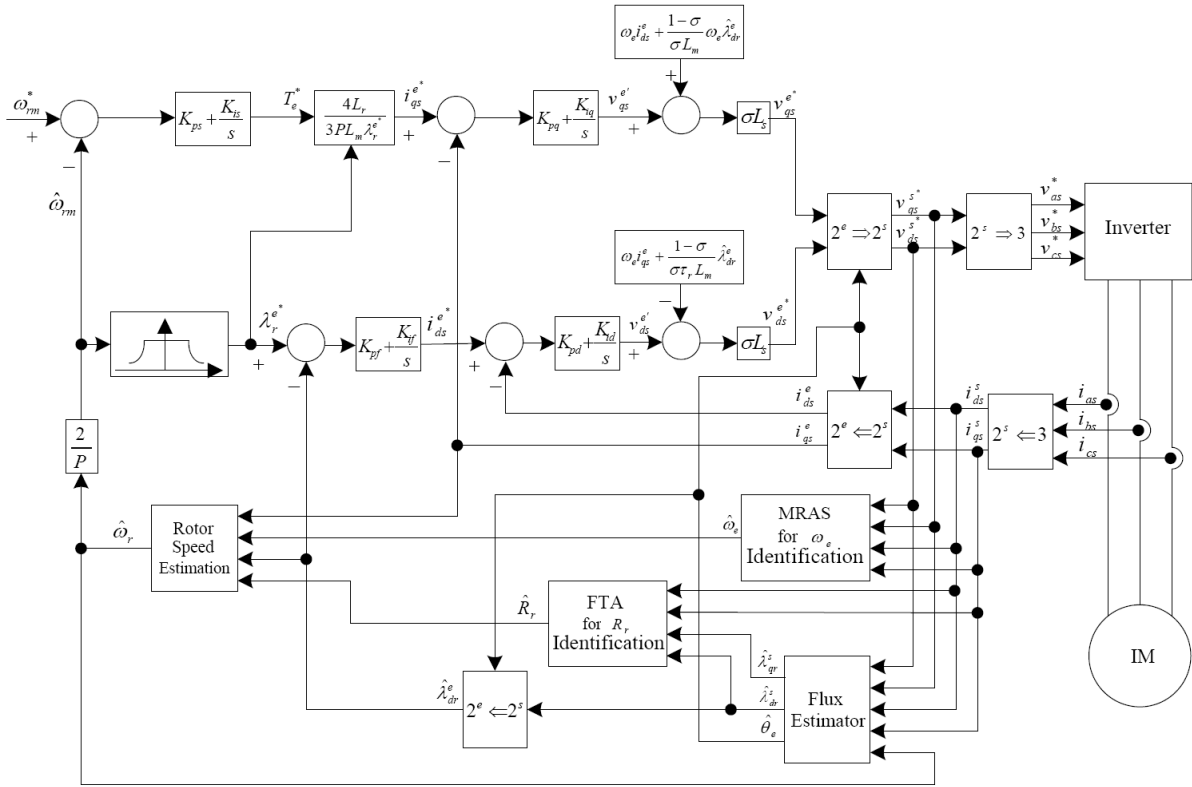 ω_e i_ds^e + (1-σ)/(σL_m) ω_e λ̂_dr^e
+
ω_rm^*
+
−
K_ps + K_is/s
T_e^*
4L_r/(3PL_m λ_r^e*)
i_qs^e*
+
−
K_pq + K_iq/s
v_qs^e'
+
σL_s
v_qs^e*
ω̂_rm
2^e ⇒ 2^s
v_qs^s*
v_ds^s*
2^s ⇒ 3
v_as^*
v_bs^*
v_cs^*
Inverter
ω_e i_qs^e + (1-σ)/(στ_r L_m) λ̂_dr^e
−
λ_r^e*
+
−
K_pf + K_if/s
i_ds^e*
+
−
K_pd + K_id/s
v_ds^e'
+
σL_s
v_ds^e*
i_ds^e
i_qs^e
2^e ⇐ 2^s
i_ds^s
i_qs^s
2^s ⇐ 3
i_as
i_bs
i_cs
2/P
ω̂_r
Rotor
Speed
Estimation
ω̂_e
MRAS
for ω_e
Identification
R̂_r
FTA
for R_r
Identification
λ̂_dr^e
2^e ⇐ 2^s
λ̂_qr^s
λ̂_dr^s
θ̂_e
Flux
Estimator
IM